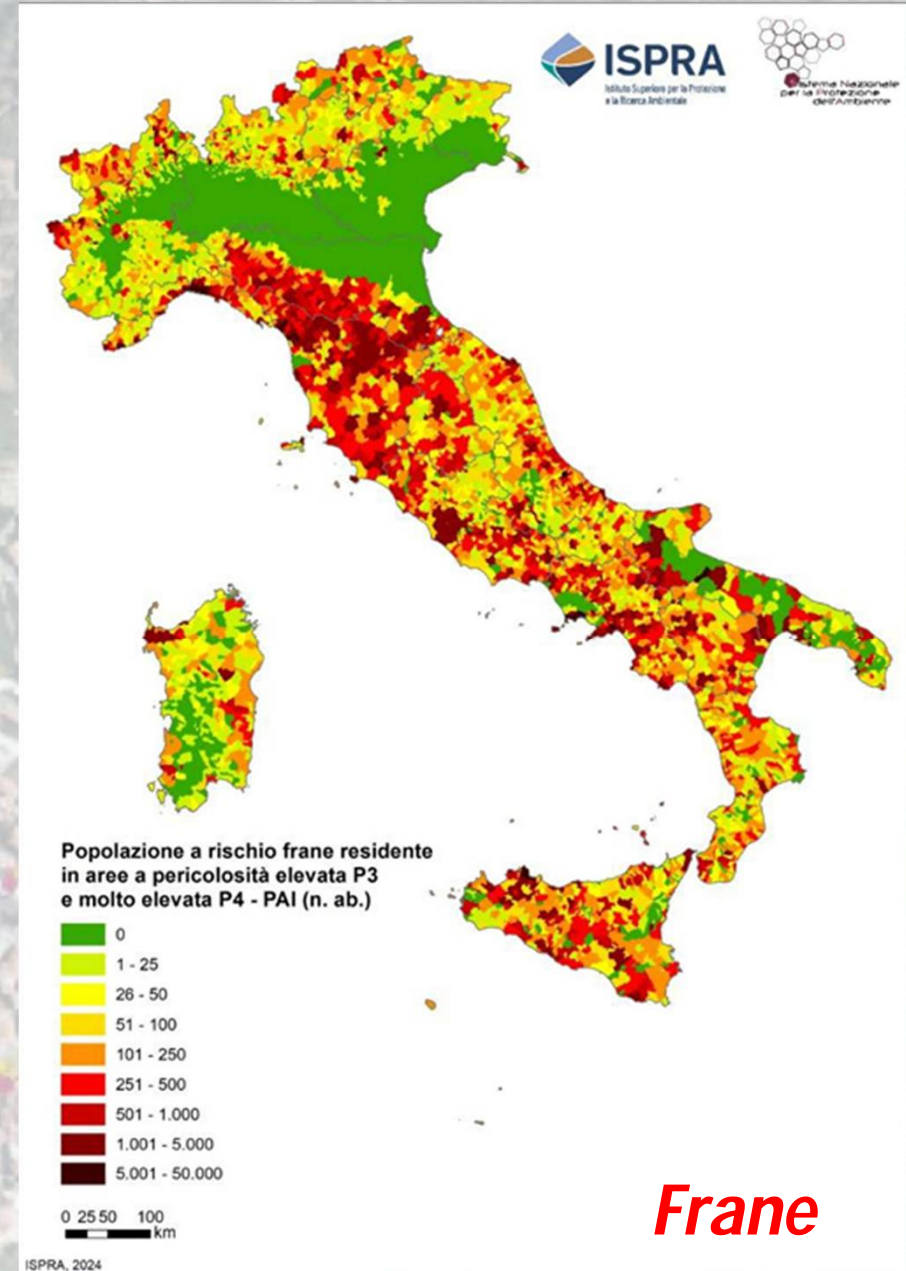 ISPRA
Istituto Superiore per la Protezione
e la Ricerca Ambientale
Sistema Nazionale
per la Protezione
dell'Ambiente
Popolazione a rischio frane residente
in aree a pericolosità elevata P3
e molto elevata P4 - PAI (n. ab.)
0
1 - 25
26 - 50
51 - 100
101 - 250
251 - 500
501 - 1.000
1.001 - 5.000
5.001 - 50.000
0 25 50 100
km
Frane
ISPRA, 2024